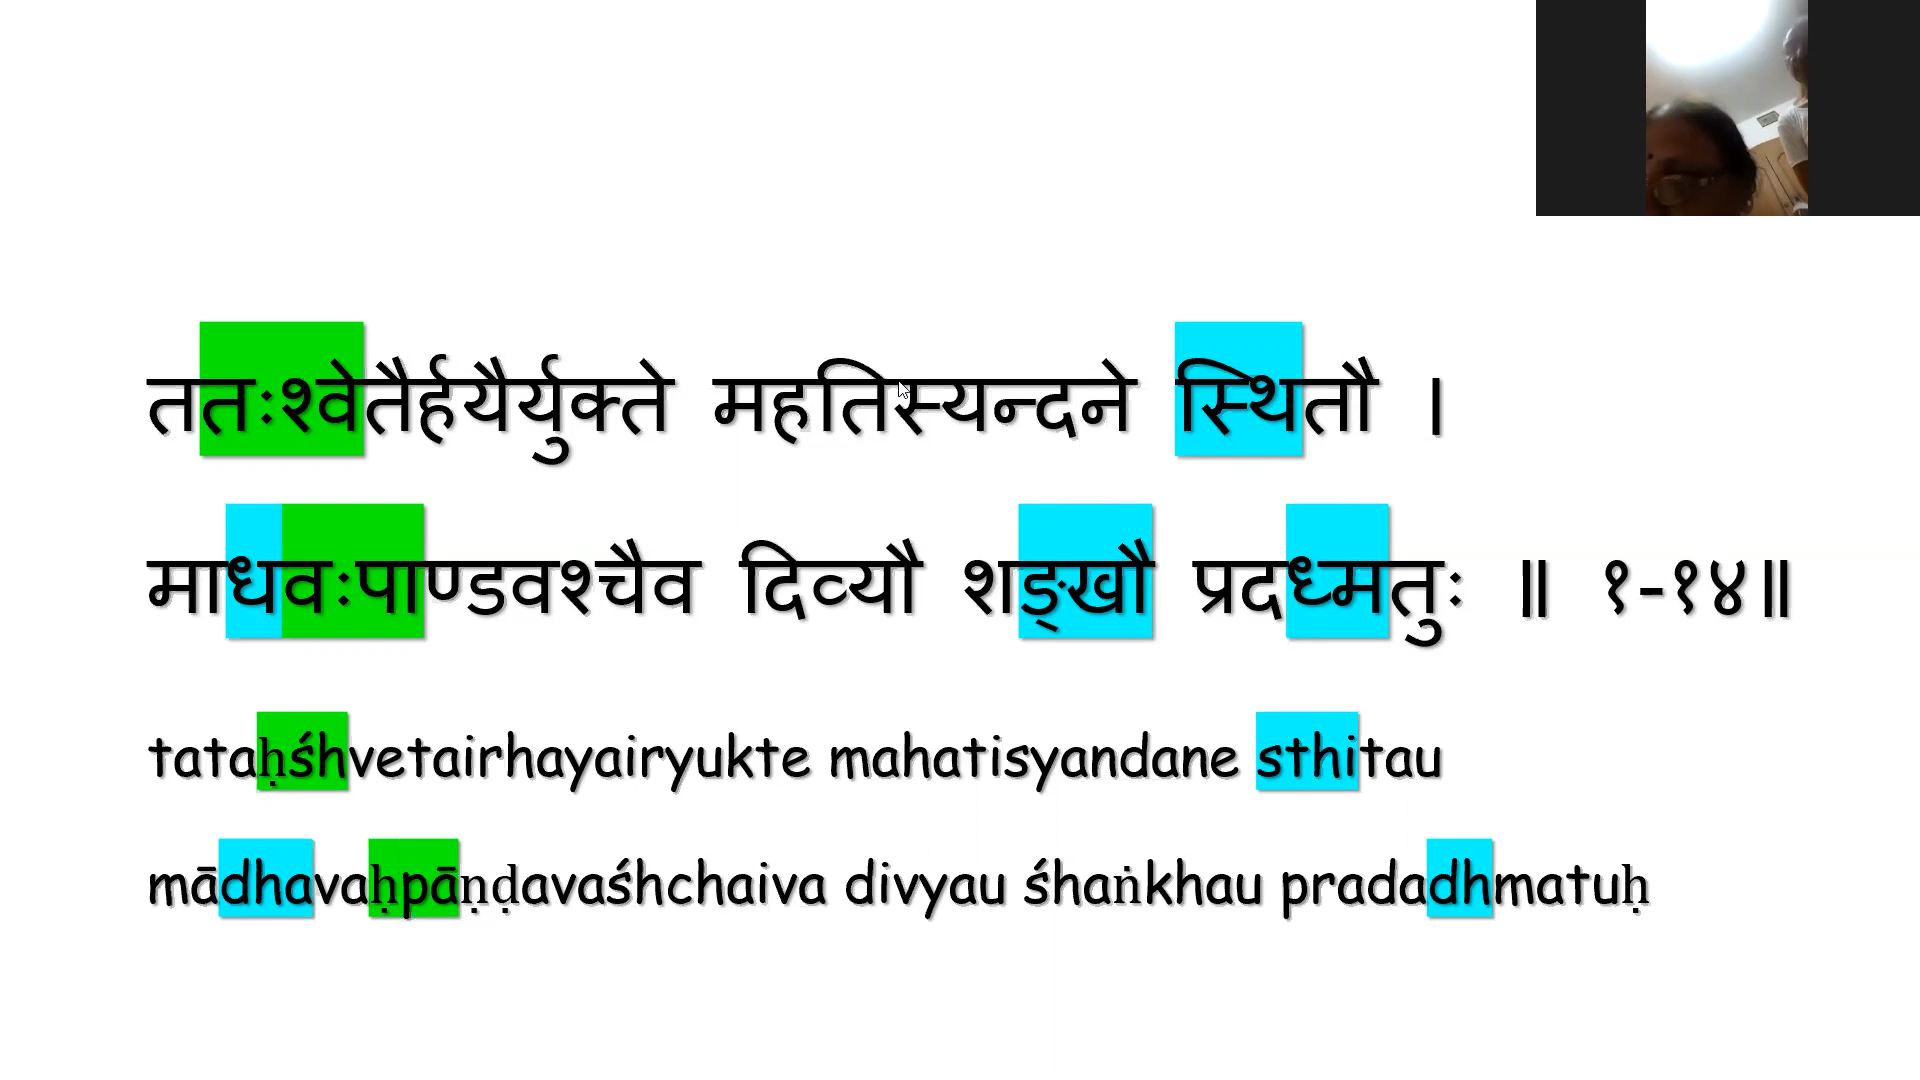 ततःश्वेतैर्हयैर्युक्ते महतिस्यन्दने स्थितौ ।
माधवःपाण्डवश्चैव दिव्यौ शङ्खौ प्रदध्मतुः ॥ १-१४॥
tataḥśhvetairhayairyukte mahatisyandane sthitau
mādhavaḥpāṇḍavaśhchaiva divyau śhaṅkhau pradadhmatuḥ